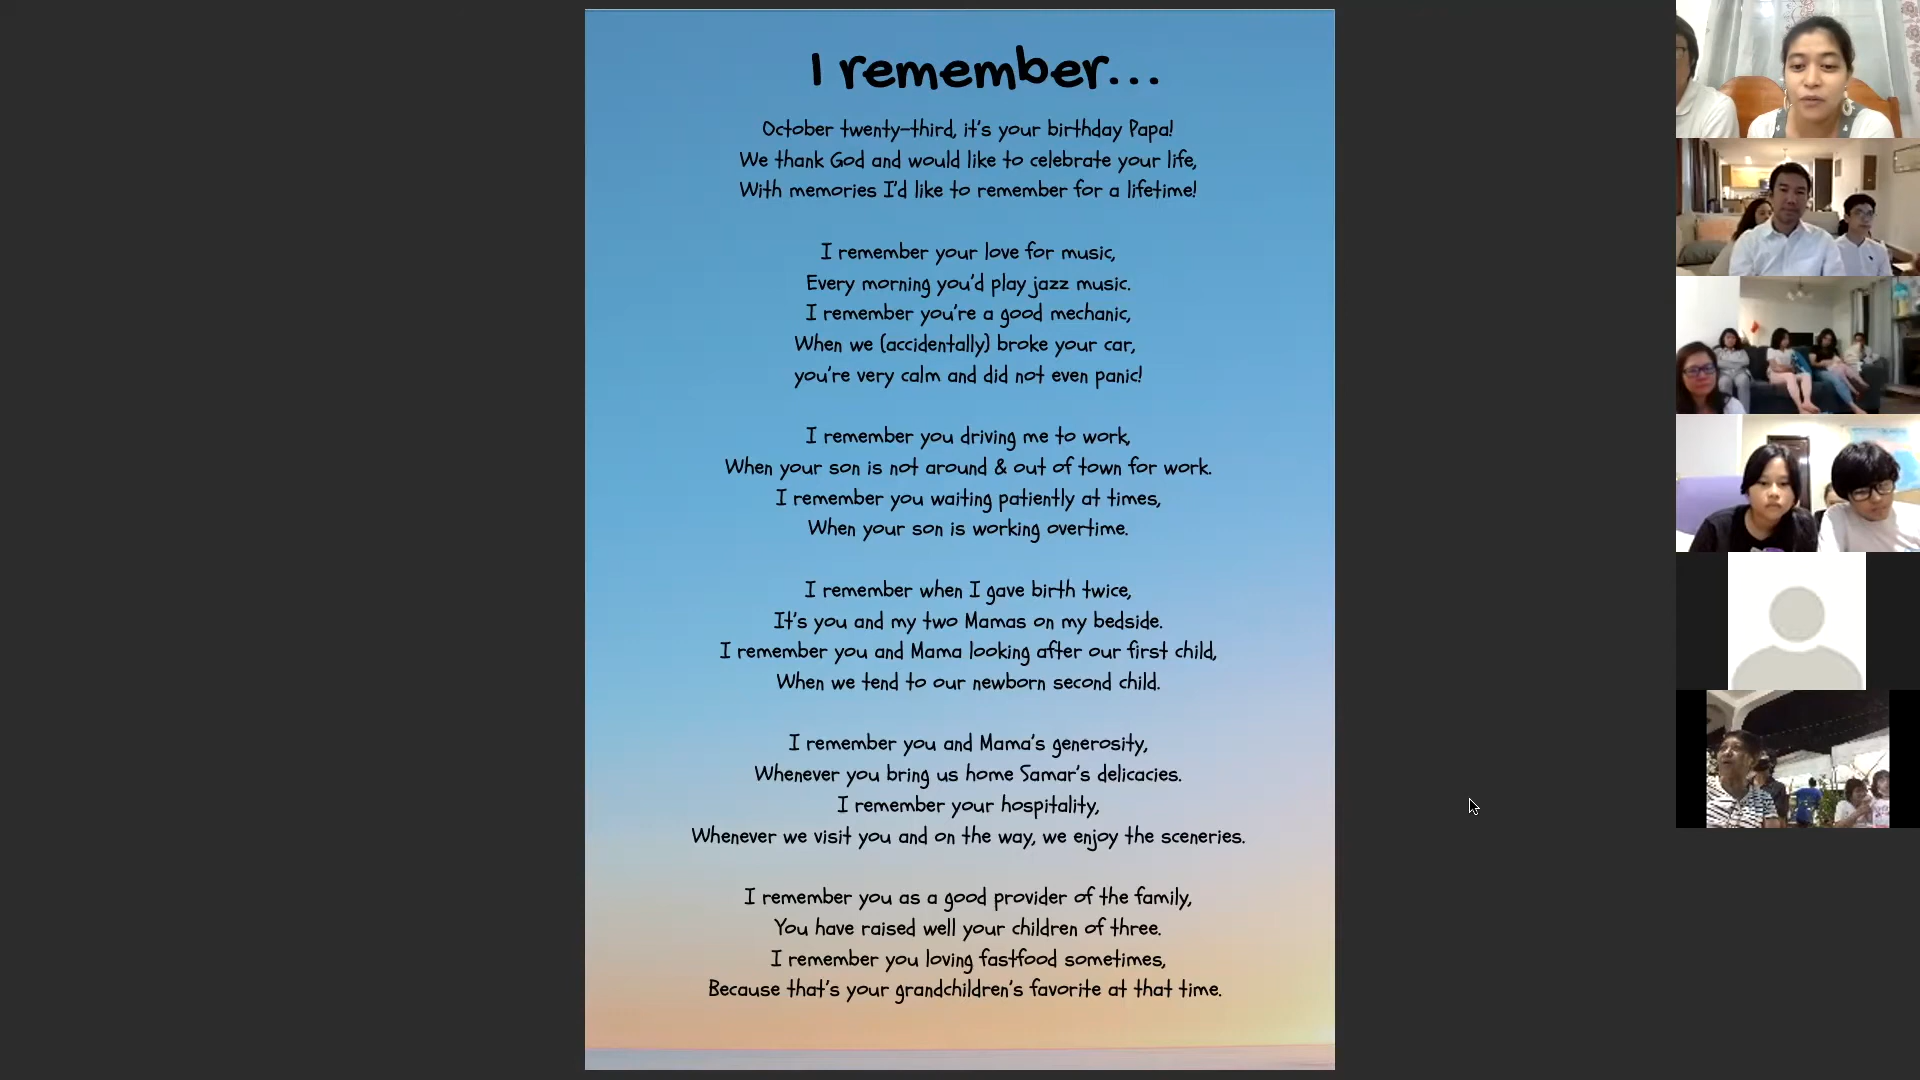 I remember...
October twenty-third, it's your birthday Papa!
We thank God and would like to celebrate your life,
With memories I'd like to remember for a lifetime!
I remember your love for music,
Every morning you'd play jazz music.
I remember you're a good mechanic,
When we (accidentally) broke your car,
you're very calm and did not even panic!
I remember you driving me to work,
When your son is not around & out of town for work.
I remember you waiting patiently at times,
When your son is working overtime.
I remember when I gave birth twice,
It's you and my two Mamas on my bedside.
I remember you and Mama looking after our first child,
When we tend to our newborn second child.
I remember you and Mama's generosity,
Whenever you bring us home Samar's delicacies.
I remember your hospitality,
Whenever we visit you and on the way, we enjoy the sceneries.
I remember you as a good provider of the family,
You have raised well your children of three.
I remember you loving fastfood sometimes,
Because that's your grandchildren's favorite at that time.